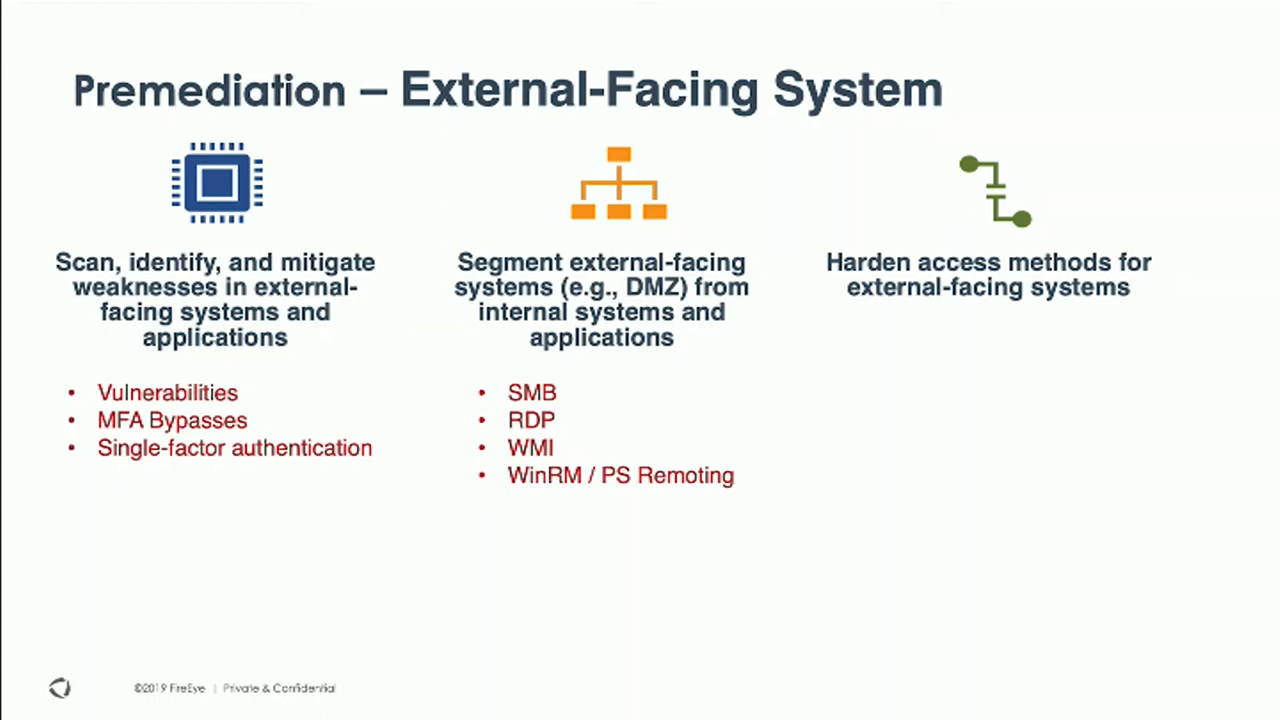 Premediation – External-Facing System
Scan, identify, and mitigate
weaknesses in external-
facing systems and
applications
• Vulnerabilities
• MFA Bypasses
• Single-factor authentication
Segment external-facing
systems (e.g., DMZ) from
internal systems and
applications
• SMB
• RDP
• WMI
• WinRM / PS Remoting
Harden access methods for
external-facing systems
©2019 FireEye | Private & Confidential